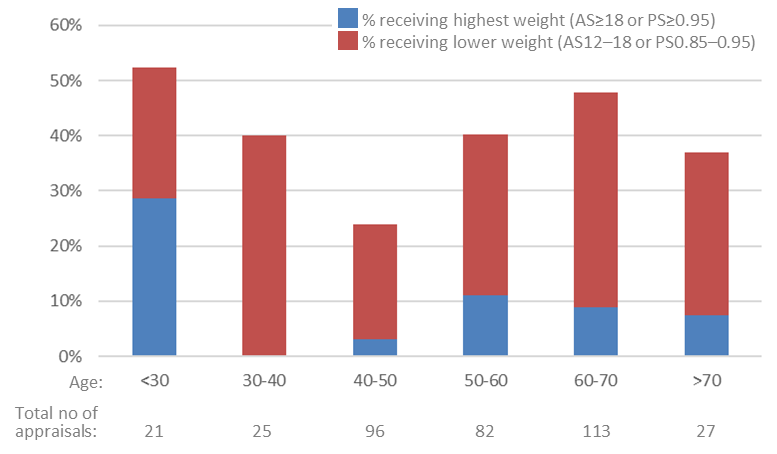 % receiving highest weight (AS≥18 or PS≥0.95)
% receiving lower weight (AS12–18 or PS0.85–0.95)
60%
50%
40%
30%
20%
10%
0%
Age: <30 30-40 40-50 50-60 60-70 >70
Total no of
appraisals: 21 25 96 82 113 27